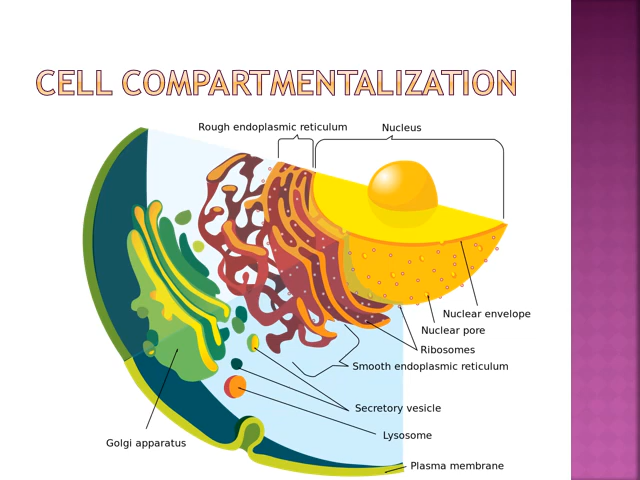 CELL COMPARTMENTALIZATION
Rough endoplasmic reticulum
Nucleus
Nuclear envelope
Nuclear pore
Ribosomes
Smooth endoplasmic reticulum
Secretory vesicle
Lysosome
Golgi apparatus
Plasma membrane